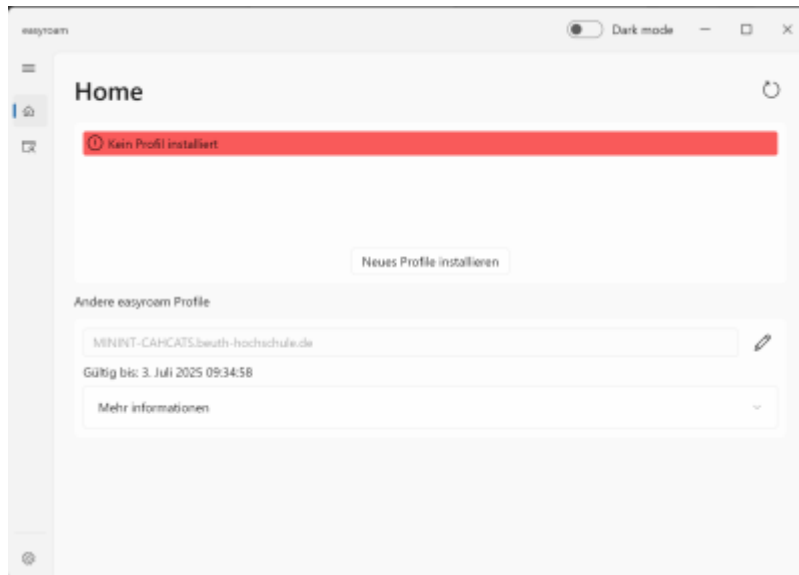 easyroam
Dark mode
Home
Kein Profil installiert
Neues Profile installieren
Andere easyroam Profile
MININT-CAHCATS.beuth-hochschule.de
Gültig bis: 3. Juli 2025 09:34:58
Mehr informationen